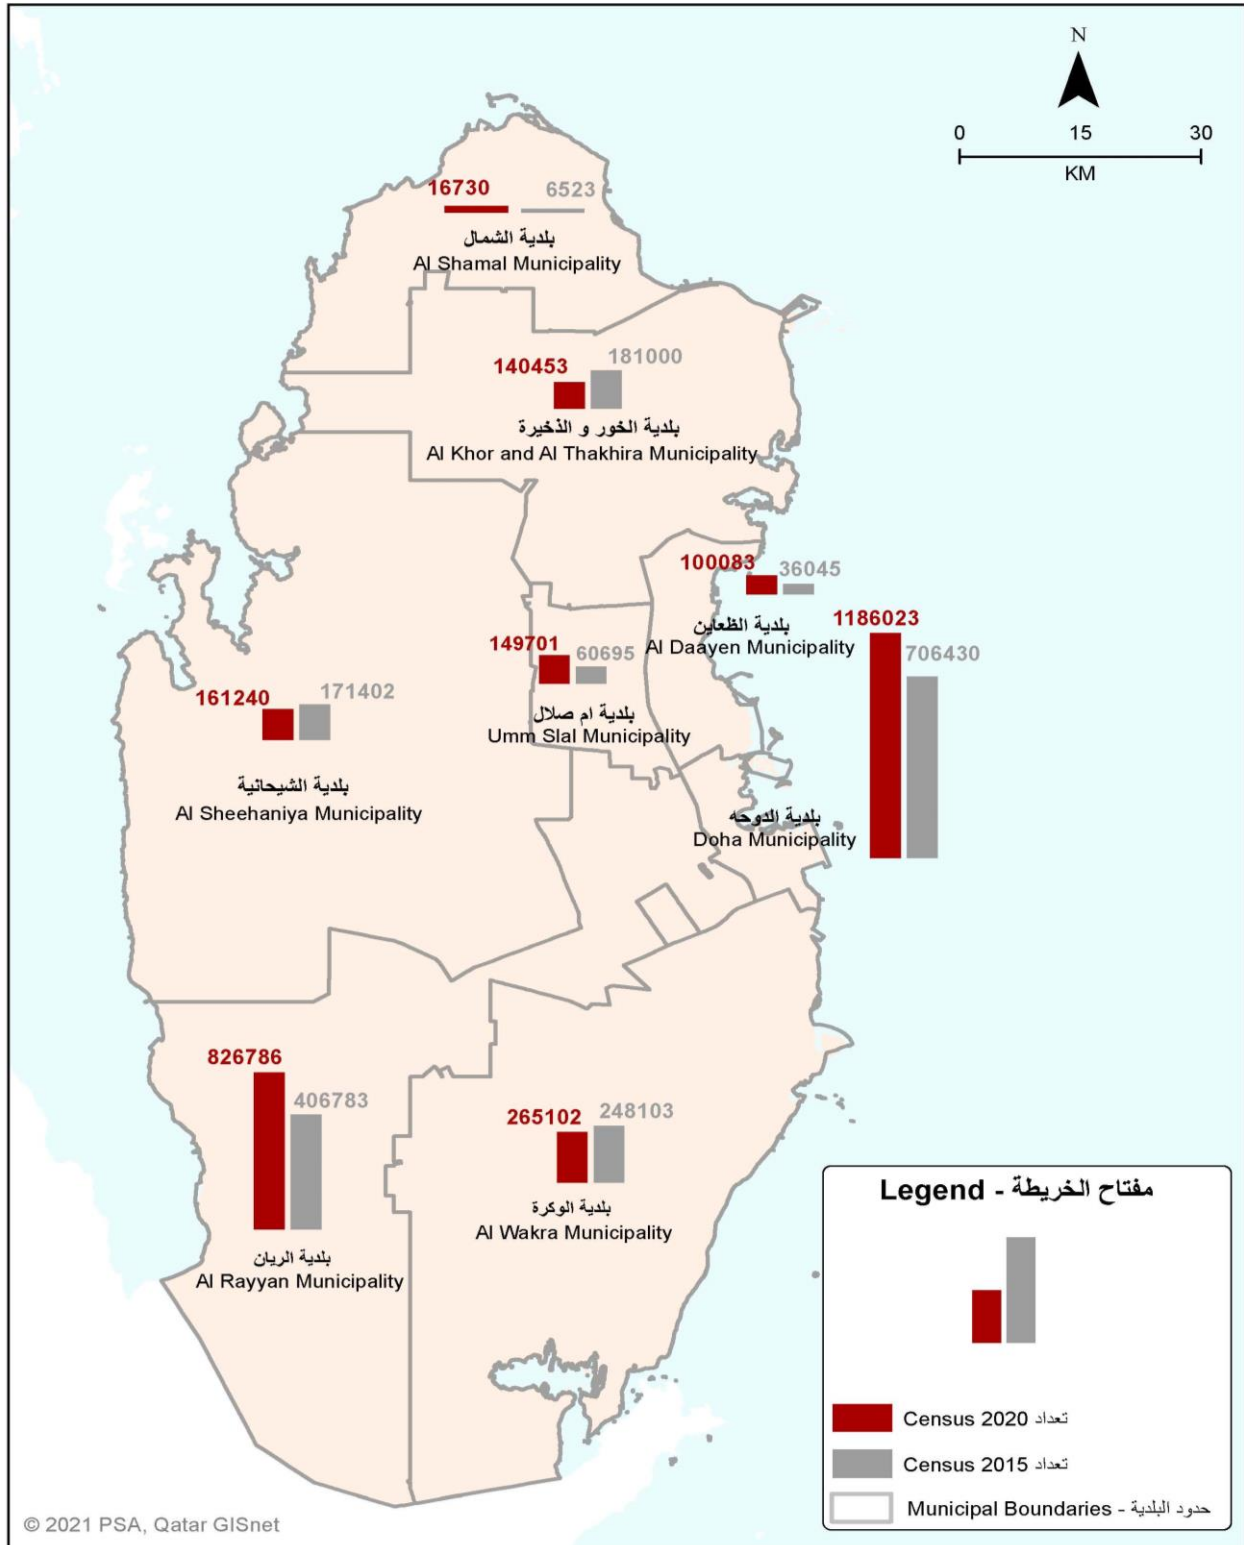 N
0 15 30
KM
16730 6523
بلدية الشمال
Al Shamal Municipality
140453 181000
بلدية الخور و الذخيرة
Al Khor and Al Thakhira Municipality
100083 36045
بلدية الظعاين
Al Daayen Municipality
1186023 706430
149701 60695
بلدية ام صلال
Umm Slal Municipality
161240 171402
بلدية الشيحانية
Al Sheehaniya Municipality
بلدية الدوحه
Doha Municipality
826786 406783
بلدية الريان
Al Rayyan Municipality
265102 248103
بلدية الوكرة
Al Wakra Municipality
Legend - مفتاح الخريطة
Census 2020 تعداد
Census 2015 تعداد
Municipal Boundaries - حدود البلدية
© 2021 PSA, Qatar GISnet